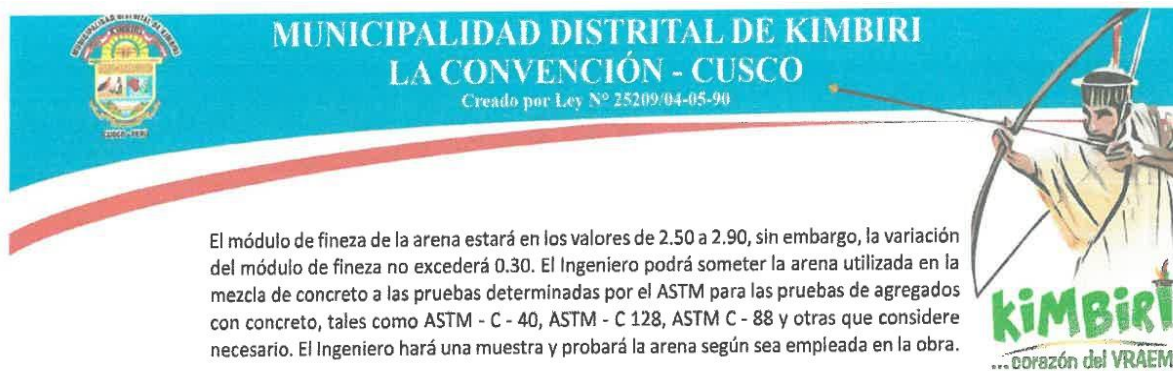 MUNICIPALIDAD DISTRITAL DE KIMBIRI
LA CONVENCIÓN - CUSCO
Creado por Ley Nº 25209/04-05-90
El módulo de fineza de la arena estará en los valores de 2.50 a 2.90, sin embargo, la variación
del módulo de fineza no excederá 0.30. El Ingeniero podrá someter la arena utilizada en la
mezcla de concreto a las pruebas determinadas por el ASTM para las pruebas de agregados
con concreto, tales como ASTM - C - 40, ASTM - C 128, ASTM C - 88 y otras que considere
necesario. El Ingeniero hará una muestra y probará la arena según sea empleada en la obra.
KiMBiRi
...corazón del VRAEM